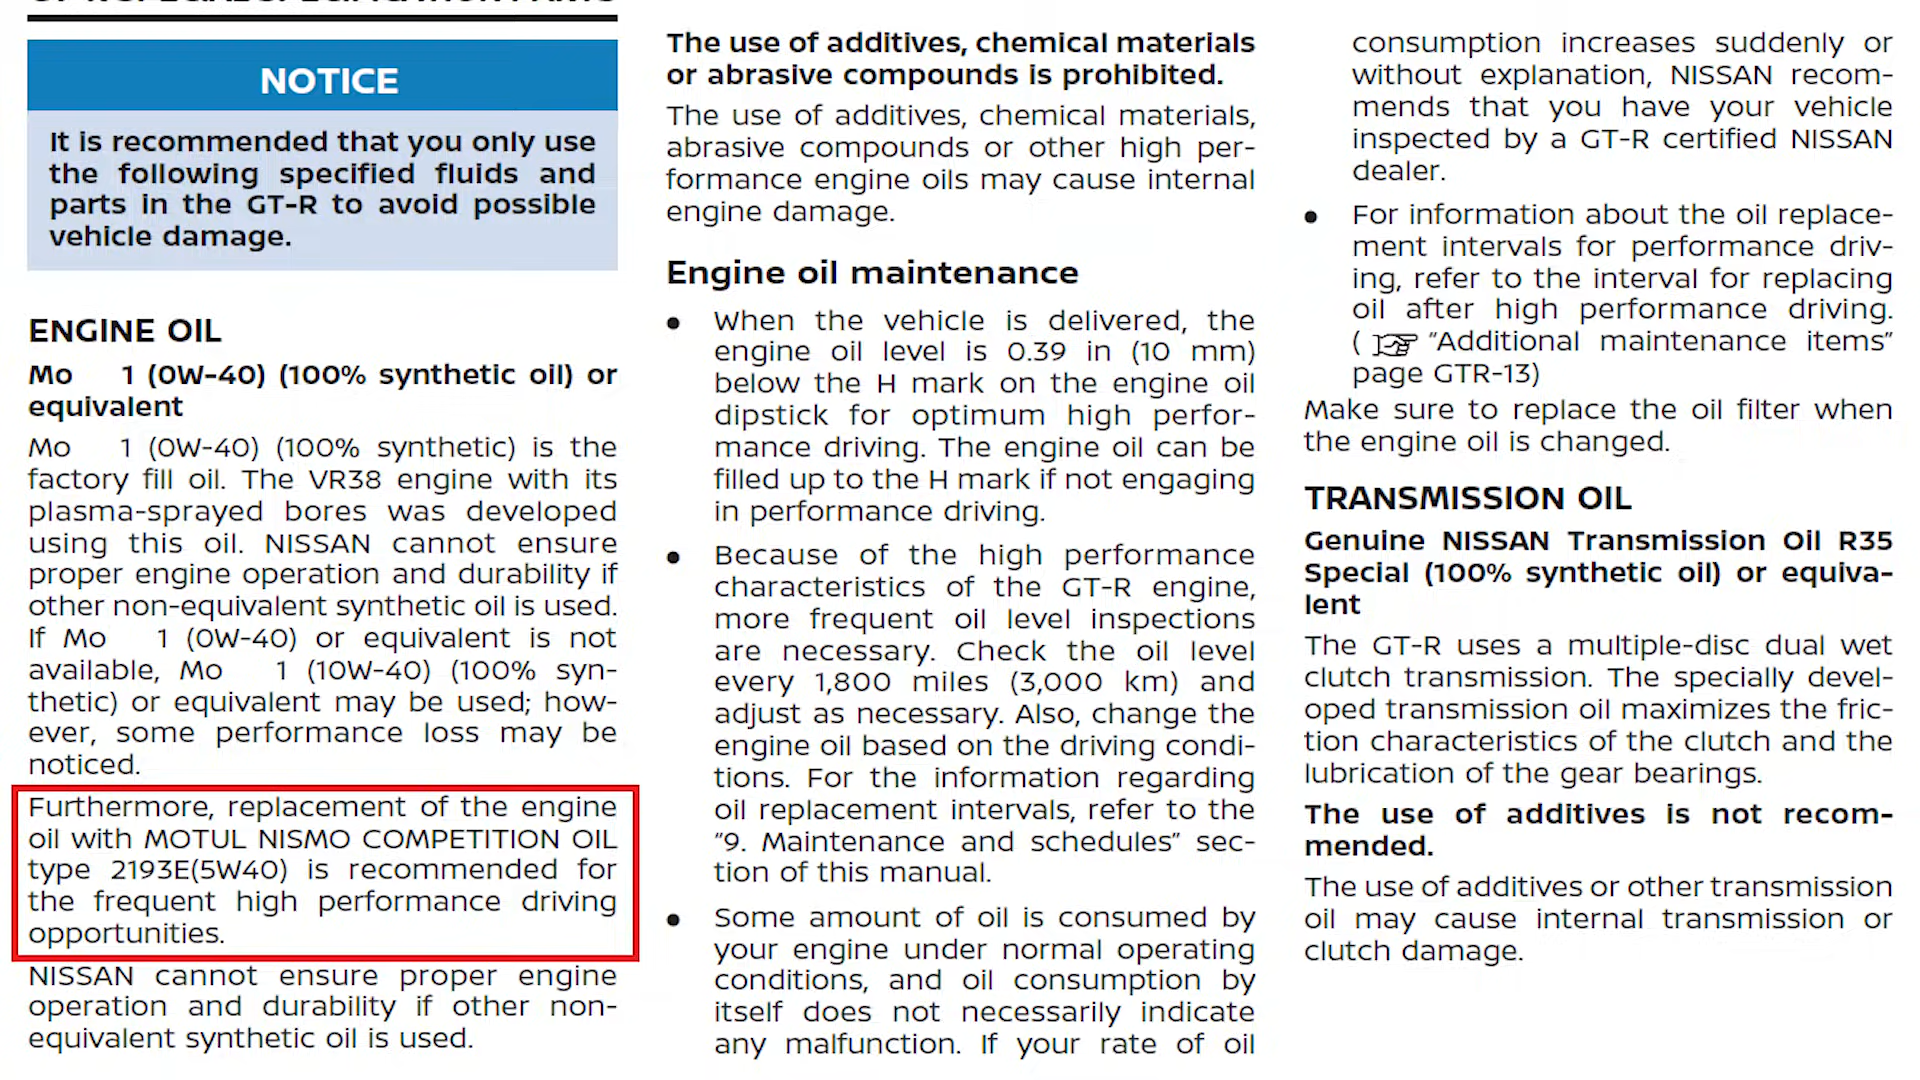 NOTICE
It is recommended that you only use
the following specified fluids and
parts in the GT-R to avoid possible
vehicle damage.
ENGINE OIL
Mo 1 (0W-40) (100% synthetic oil) or
equivalent
Mo 1 (0W-40) (100% synthetic) is the
factory fill oil. The VR38 engine with its
plasma-sprayed bores was developed
using this oil. NISSAN cannot ensure
proper engine operation and durability if
other non-equivalent synthetic oil is used.
If Mo 1 (0W-40) or equivalent is not
available, Mo 1 (10W-40) (100% syn-
thetic) or equivalent may be used; how-
ever, some performance loss may be
noticed.
Furthermore, replacement of the engine
oil with MOTUL NISMO COMPETITION OIL
type 2193E(5W40) is recommended for
the frequent high performance driving
opportunities.
NISSAN cannot ensure proper engine
operation and durability if other non-
equivalent synthetic oil is used.
The use of additives, chemical materials
or abrasive compounds is prohibited.
The use of additives, chemical materials,
abrasive compounds or other high per-
formance engine oils may cause internal
engine damage.
Engine oil maintenance
● When the vehicle is delivered, the
engine oil level is 0.39 in (10 mm)
below the H mark on the engine oil
dipstick for optimum high perfor-
mance driving. The engine oil can be
filled up to the H mark if not engaging
in performance driving.
● Because of the high performance
characteristics of the GT-R engine,
more frequent oil level inspections
are necessary. Check the oil level
every 1,800 miles (3,000 km) and
adjust as necessary. Also, change the
engine oil based on the driving condi-
tions. For the information regarding
oil replacement intervals, refer to the
“9. Maintenance and schedules” sec-
tion of this manual.
● Some amount of oil is consumed by
your engine under normal operating
conditions, and oil consumption by
itself does not necessarily indicate
any malfunction. If your rate of oil
consumption increases suddenly or
without explanation, NISSAN recom-
mends that you have your vehicle
inspected by a GT-R certified NISSAN
dealer.
● For information about the oil replace-
ment intervals for performance driv-
ing, refer to the interval for replacing
oil after high performance driving.
( ☞ “Additional maintenance items”
page GTR-13)
Make sure to replace the oil filter when
the engine oil is changed.
TRANSMISSION OIL
Genuine NISSAN Transmission Oil R35
Special (100% synthetic oil) or equiva-
lent
The GT-R uses a multiple-disc dual wet
clutch transmission. The specially devel-
oped transmission oil maximizes the fric-
tion characteristics of the clutch and the
lubrication of the gear bearings.
The use of additives is not recom-
mended.
The use of additives or other transmission
oil may cause internal transmission or
clutch damage.